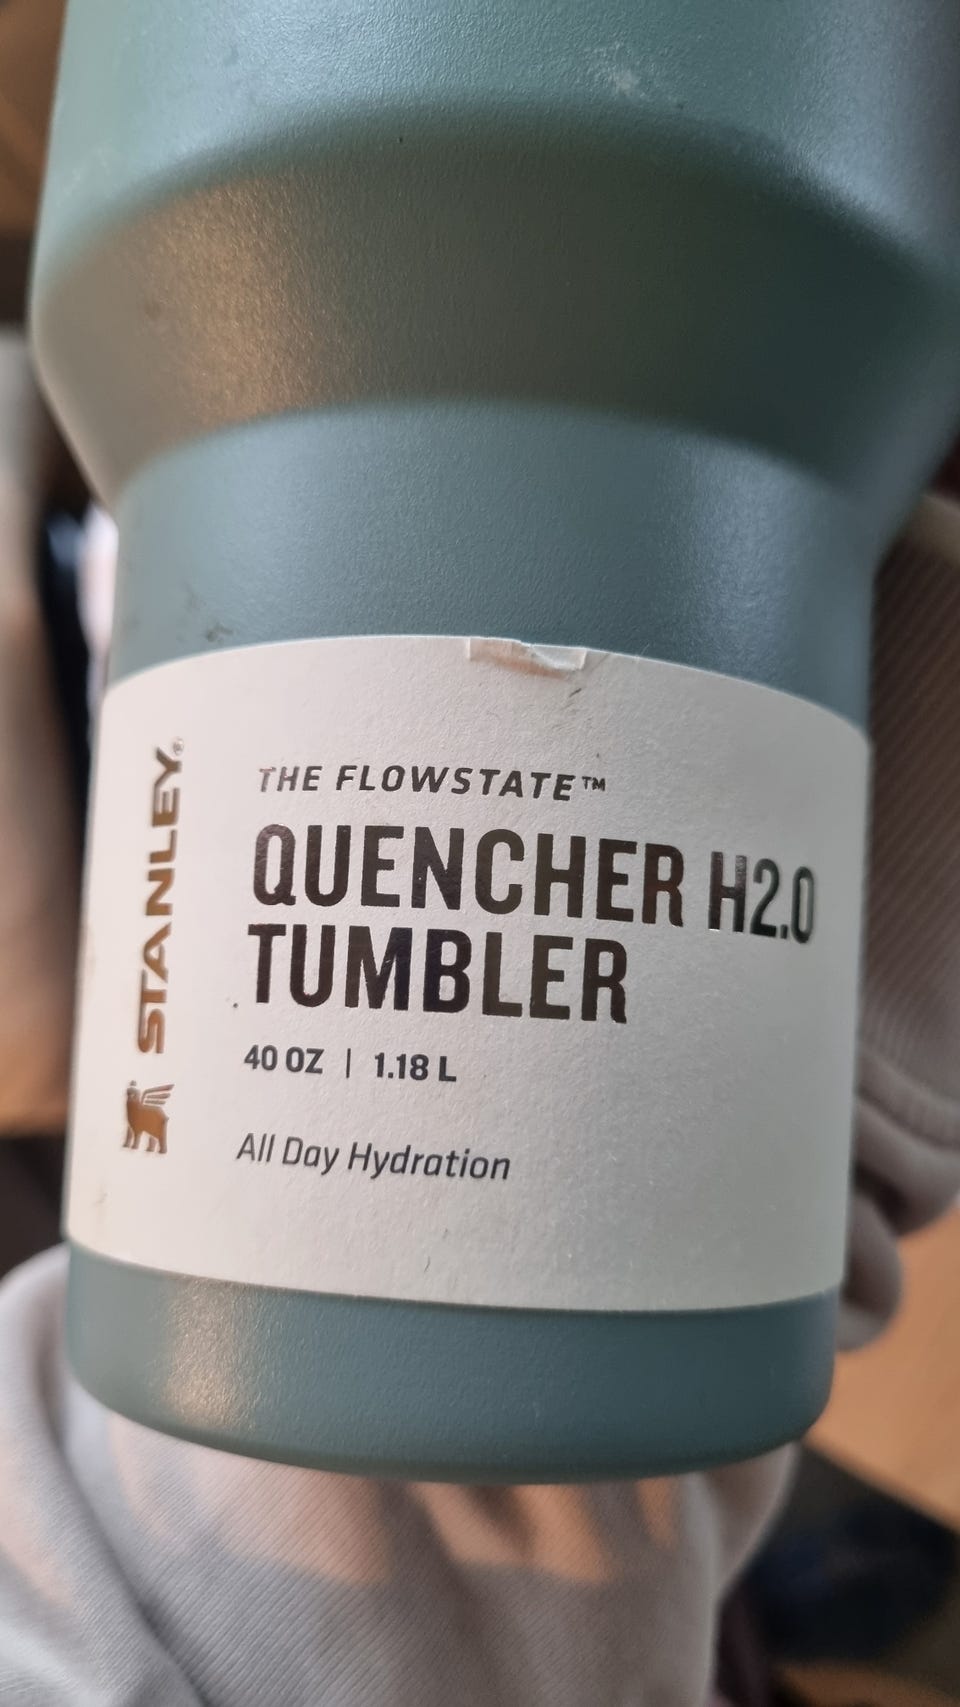 STANLEY®
THE FLOWSTATE™
QUENCHER H2.0
TUMBLER
40 OZ | 1.18 L
All Day Hydration